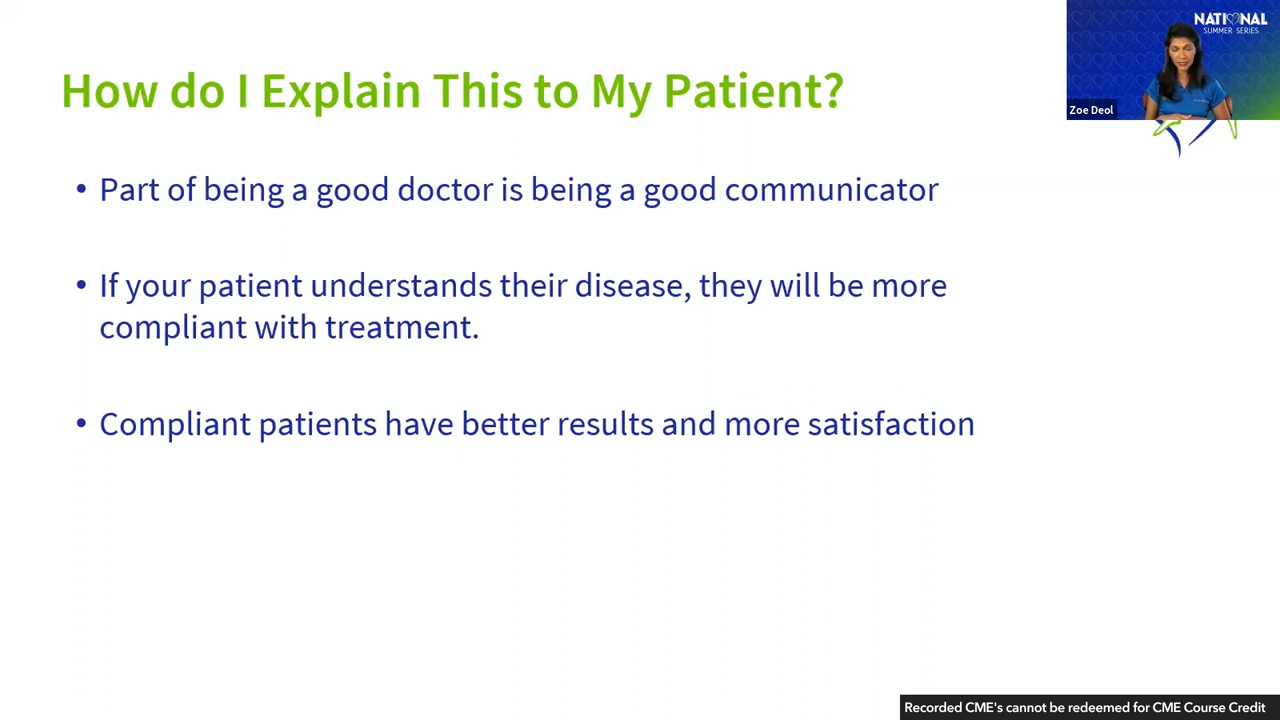 NATIONAL
SUMMER SERIES
Zoe Deol
How do I Explain This to My Patient?
• Part of being a good doctor is being a good communicator
• If your patient understands their disease, they will be more
compliant with treatment.
• Compliant patients have better results and more satisfaction
Recorded CME's cannot be redeemed for CME Course Credit